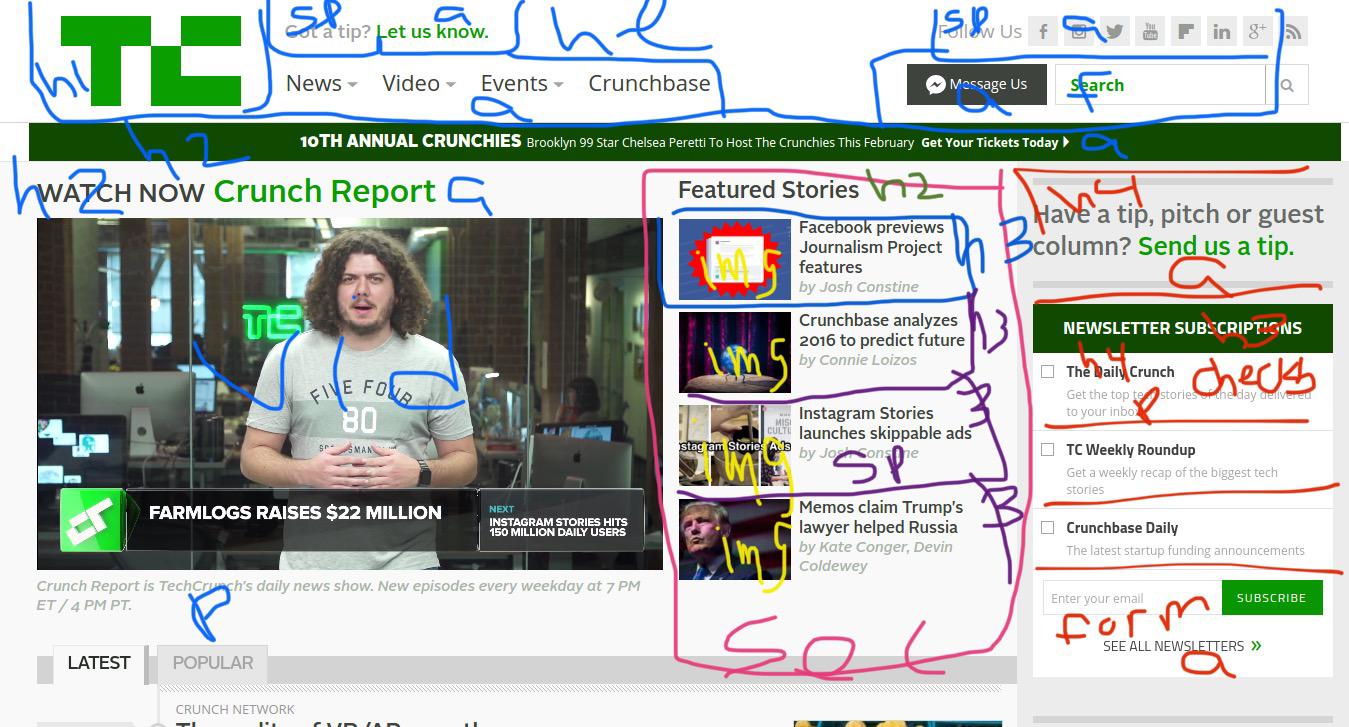 TC
h1
Got a tip? Let us know.
sp a
he
News Video Events Crunchbase
a
Follow Us
sp a
f You Tube in g+
Message Us
a
Search
F
10TH ANNUAL CRUNCHIES Brooklyn 99 Star Chelsea Peretti To Host The Crunchies This February Get Your Tickets Today
h2 a
WATCH NOW Crunch Report
h2 a
TC
FIVE FOUR
80
FARMLOGS RAISES $22 MILLION
NEXT
INSTAGRAM STORIES HITS
150 MILLION DAILY USERS
Crunch Report is TechCrunch's daily news show. New episodes every weekday at 7 PM
ET / 4 PM PT.
P
LATEST POPULAR
CRUNCH NETWORK
Featured Stories
h2
Facebook previews
Journalism Project
features
by Josh Constine
img h3
Crunchbase analyzes
2016 to predict future
by Connie Loizos
img h3
Instagram Stories
launches skippable ads
by Josh Constine
img sp
Memos claim Trump's
lawyer helped Russia
by Kate Conger, Devin
Coldewey
img
Have a tip, pitch or guest
column? Send us a tip.
h4
a
NEWSLETTER SUBSCRIPTIONS
h3
The Daily Crunch
Get the top tech stories of the day delivered
to your inbox
h4 checkb
P
TC Weekly Roundup
Get a weekly recap of the biggest tech
stories
Crunchbase Daily
The latest startup funding announcements
Enter your email SUBSCRIBE
form
SEE ALL NEWSLETTERS »
a